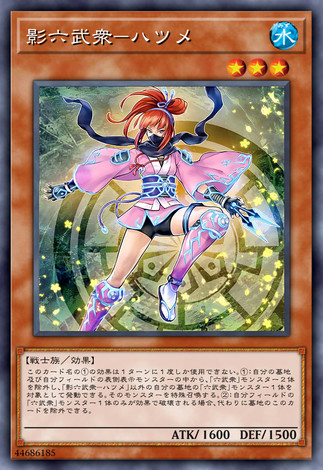 影六武衆－ハツメ
水
【戦士族／効果】
このカード名の①の効果は１ターンに１度しか使用できない。①：自分の墓地
及び自分フィールドの表側表示モンスターの中から、「六武衆」モンスター２体
を除外し、「影六武衆－ハツメ」以外の自分の墓地の「六武衆」モンスター１体を
対象として発動できる。そのモンスターを特殊召喚する。②：自分フィールドの
「六武衆」モンスター１体のみが効果で破壊される場合、代わりに墓地のこのカー
ドを除外できる。
ATK/ 1600 DEF/1500
44686185